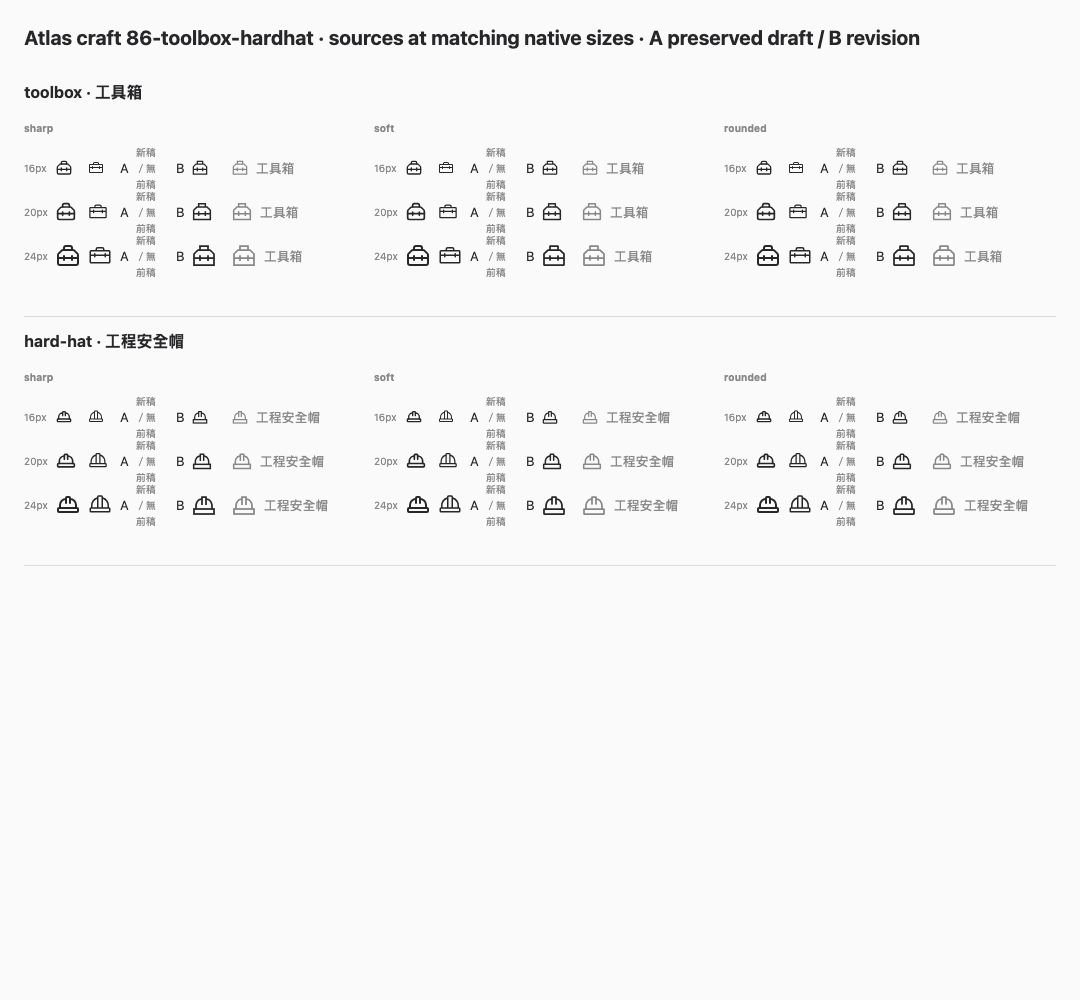 Atlas craft 86-toolbox-hardhat · sources at matching native sizes · A preserved draft / B revision
toolbox · 工具箱
sharp
16px A 新稿 / 無前稿 B 工具箱
20px A 新稿 / 無前稿 B 工具箱
24px A 新稿 / 無前稿 B 工具箱
soft
16px A 新稿 / 無前稿 B 工具箱
20px A 新稿 / 無前稿 B 工具箱
24px A 新稿 / 無前稿 B 工具箱
rounded
16px A 新稿 / 無前稿 B 工具箱
20px A 新稿 / 無前稿 B 工具箱
24px A 新稿 / 無前稿 B 工具箱
hard-hat · 工程安全帽
sharp
16px A 新稿 / 無前稿 B 工程安全帽
20px A 新稿 / 無前稿 B 工程安全帽
24px A 新稿 / 無前稿 B 工程安全帽
soft
16px A 新稿 / 無前稿 B 工程安全帽
20px A 新稿 / 無前稿 B 工程安全帽
24px A 新稿 / 無前稿 B 工程安全帽
rounded
16px A 新稿 / 無前稿 B 工程安全帽
20px A 新稿 / 無前稿 B 工程安全帽
24px A 新稿 / 無前稿 B 工程安全帽